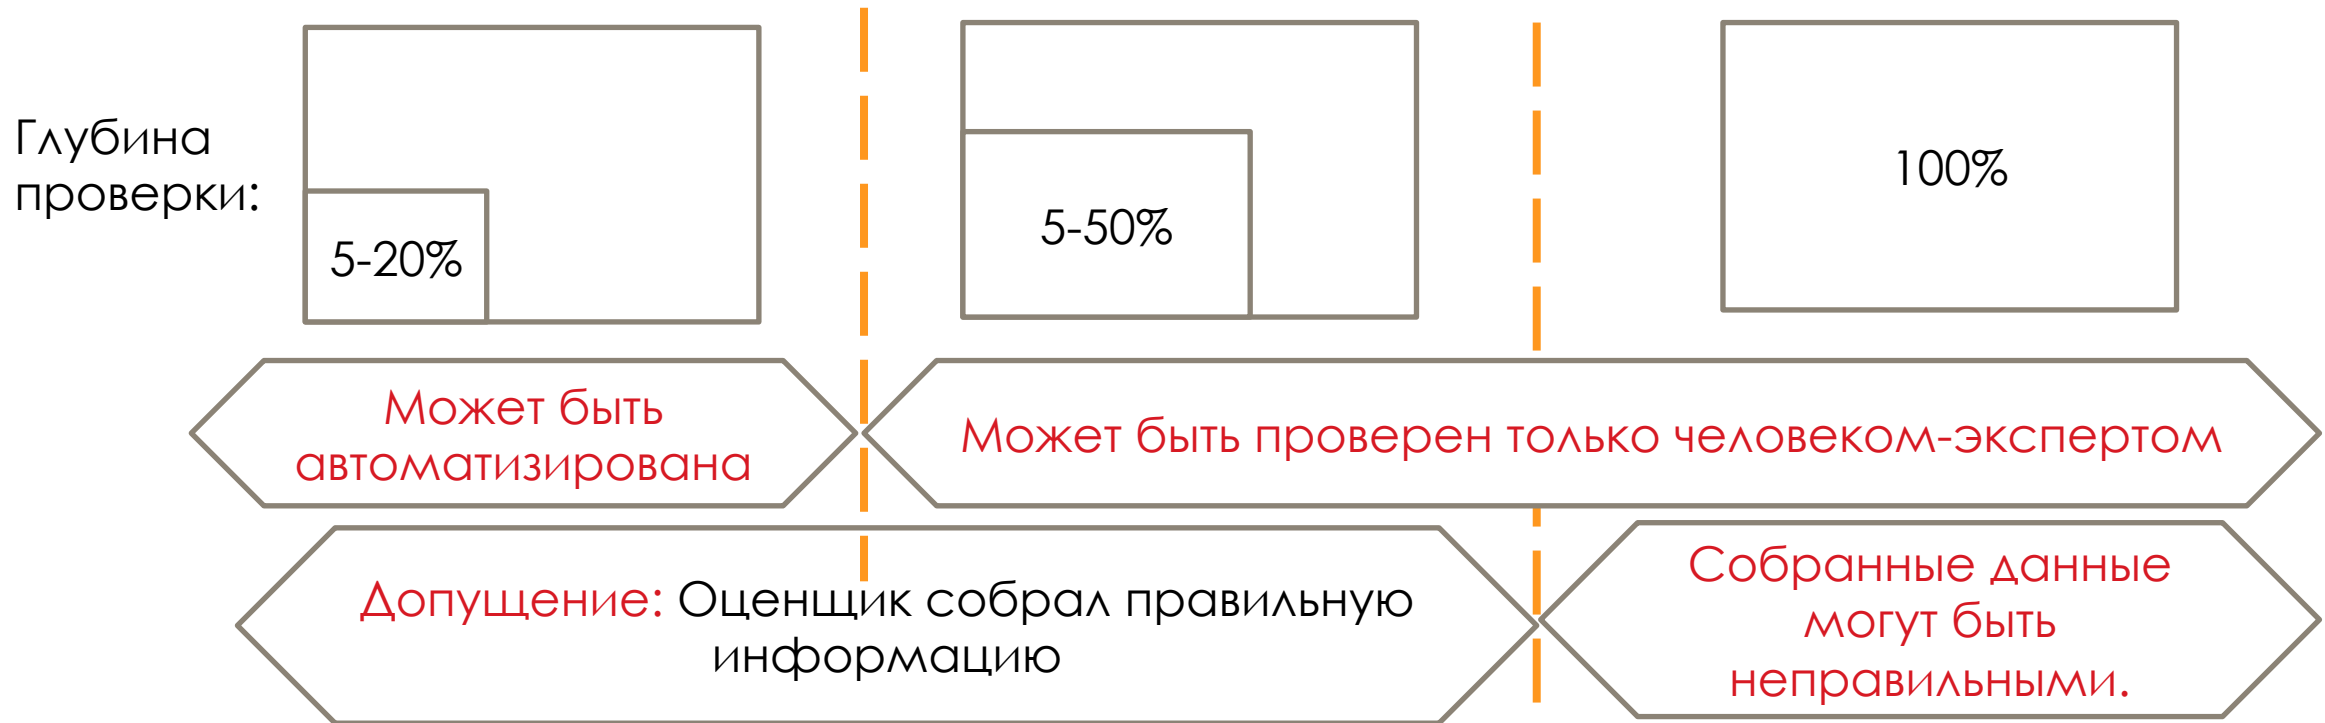 Глубина
проверки:
5-20%
5-50%
100%
Может быть
автоматизирована
Может быть проверен только человеком-экспертом
Допущение: Оценщик собрал правильную
информацию
Собранные данные
могут быть
неправильными.